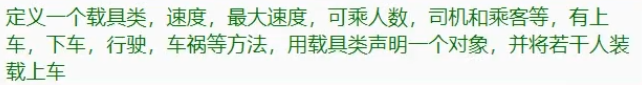 定义一个载具类，速度，最大速度，可乘人数，司机和乘客等，有上
车，下车，行驶，车祸等方法，用载具类声明一个对象，并将若干人装
载上车